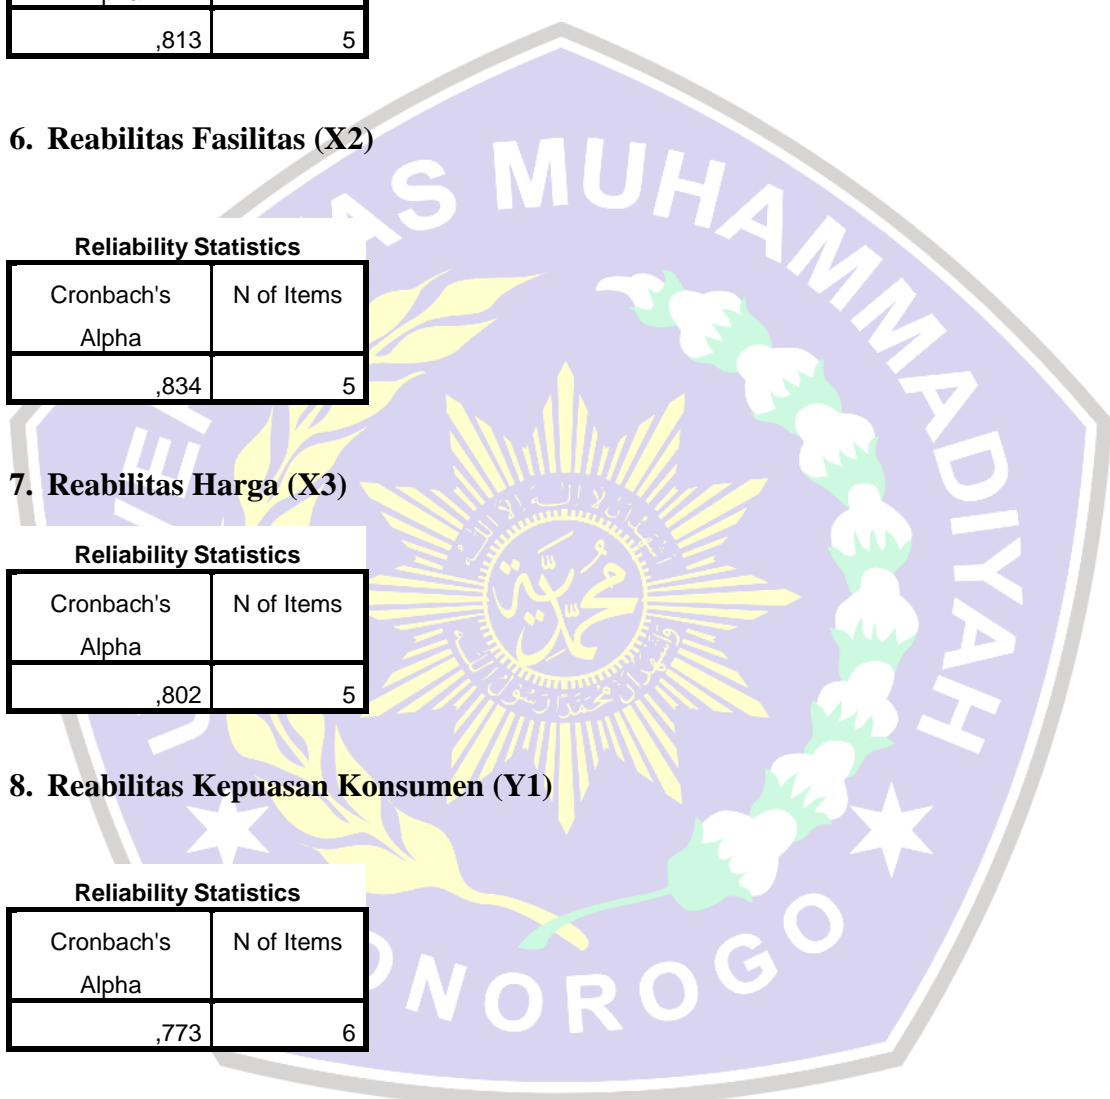 ,813 5
6. Reabilitas Fasilitas (X2)
Reliability Statistics
Cronbach's Alpha N of Items
,834 5
7. Reabilitas Harga (X3)
Reliability Statistics
Cronbach's Alpha N of Items
,802 5
8. Reabilitas Kepuasan Konsumen (Y1)
Reliability Statistics
Cronbach's Alpha N of Items
,773 6
MUHAMMADIYAH